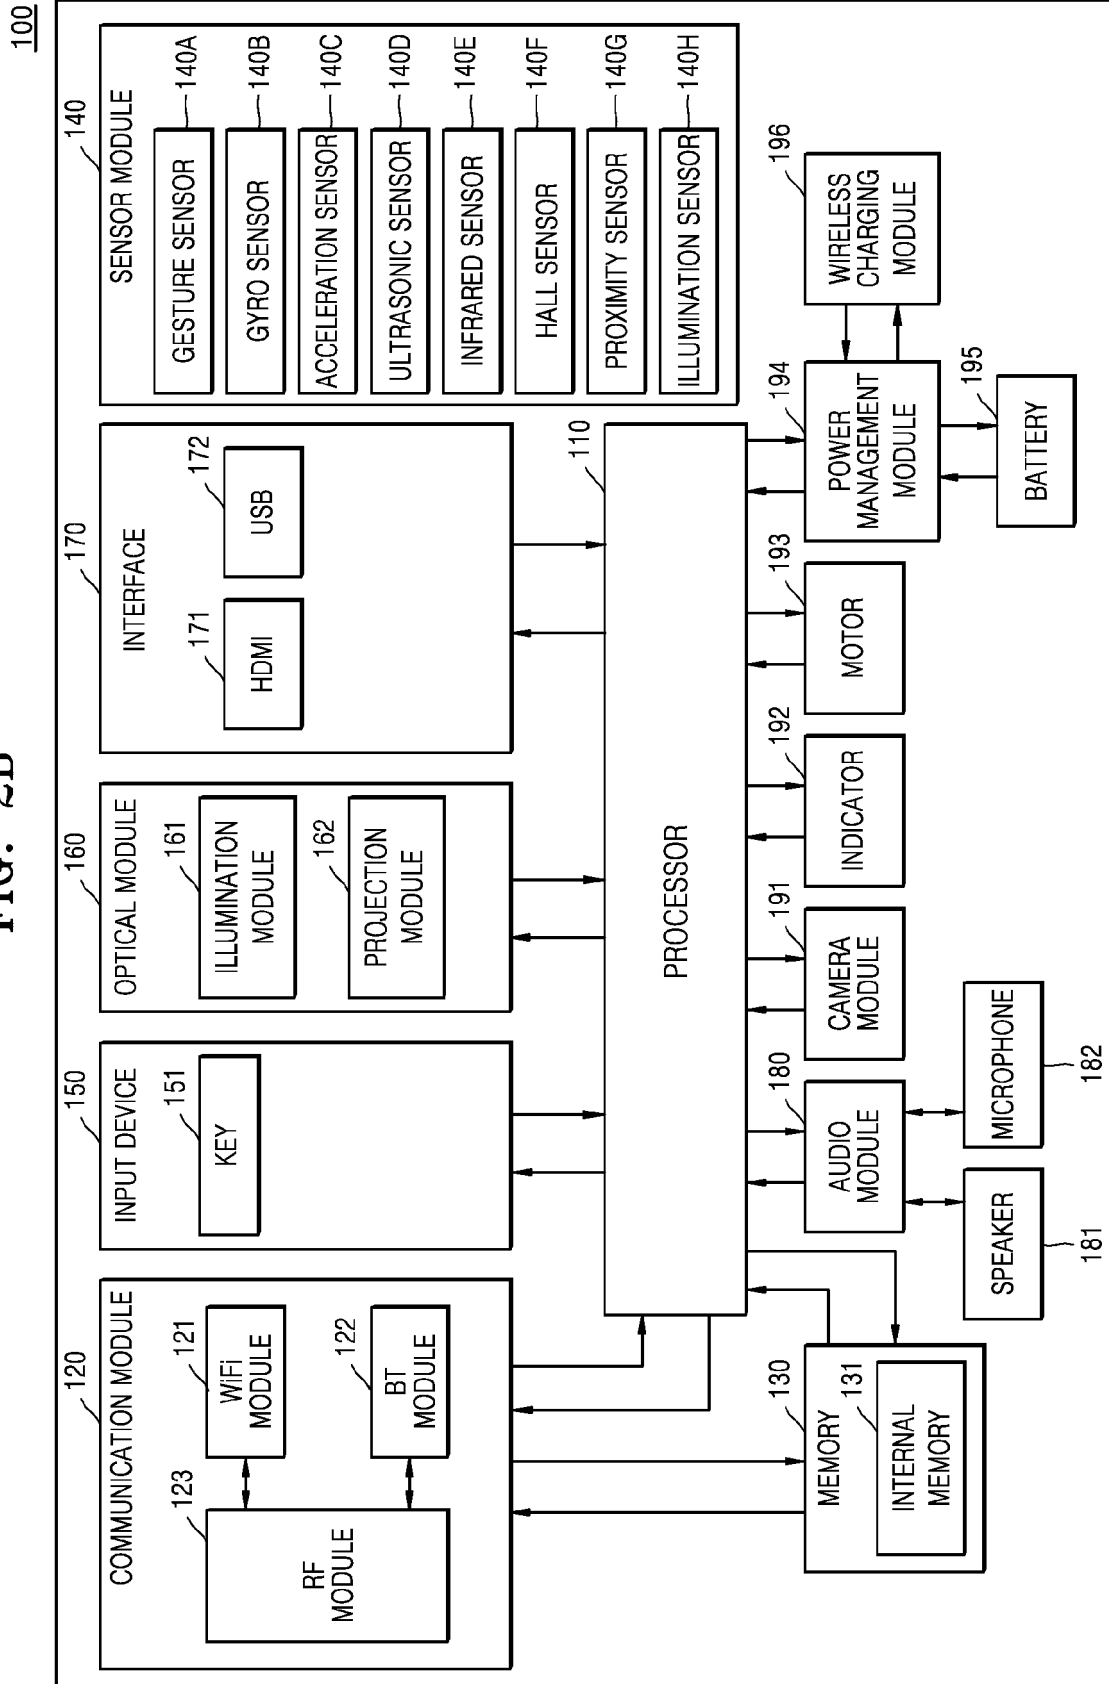 FIG. 2B
100
COMMUNICATION MODULE
120
WiFi
MODULE
121
BT
MODULE
122
RF
MODULE
123
INPUT DEVICE
150
KEY
151
OPTICAL MODULE
160
ILLUMINATION
MODULE
161
PROJECTION
MODULE
162
INTERFACE
170
HDMI
171
USB
172
SENSOR MODULE
140
GESTURE SENSOR
140A
GYRO SENSOR
140B
ACCELERATION SENSOR
140C
ULTRASONIC SENSOR
140D
INFRARED SENSOR
140E
HALL SENSOR
140F
PROXIMITY SENSOR
140G
ILLUMINATION SENSOR
140H
PROCESSOR
110
MEMORY
130
INTERNAL
MEMORY
131
AUDIO
MODULE
180
SPEAKER
181
MICROPHONE
182
CAMERA
MODULE
191
INDICATOR
192
MOTOR
193
POWER
MANAGEMENT
MODULE
194
BATTERY
195
WIRELESS
CHARGING
MODULE
196